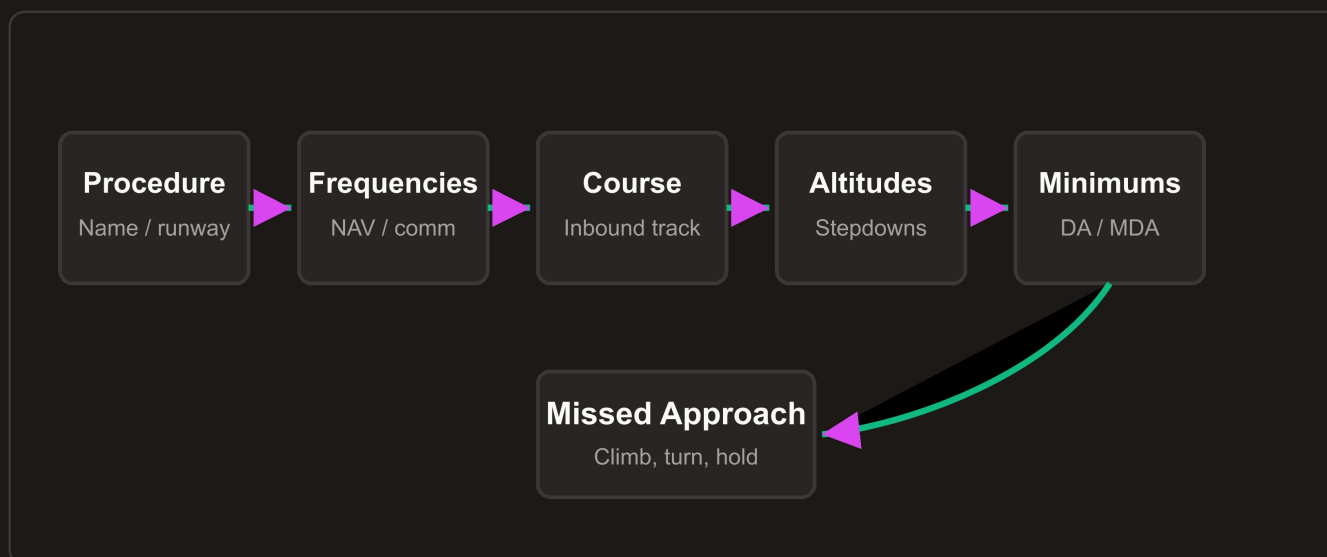 Procedure
Name / runway
Frequencies
NAV / comm
Course
Inbound track
Altitudes
Stepdowns
Minimums
DA / MDA
Missed Approach
Climb, turn, hold